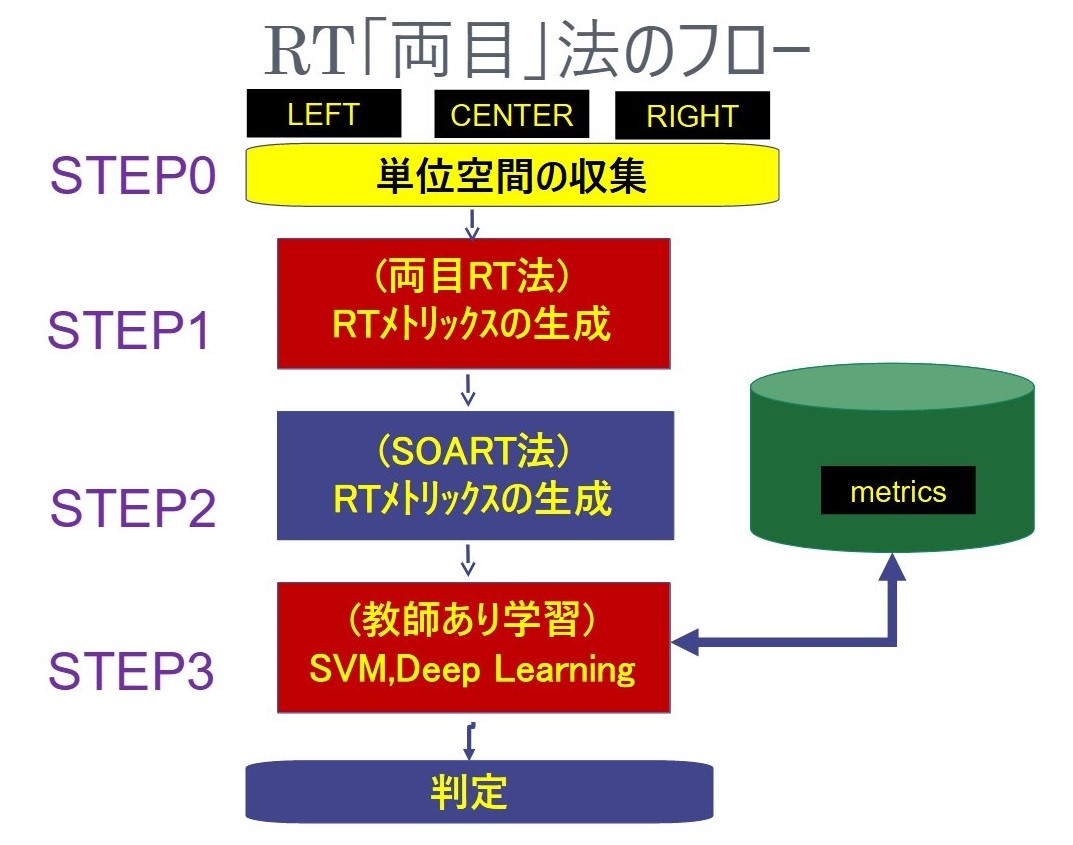 RT「両目」法のフロー
LEFT CENTER RIGHT
STEP0 単位空間の収集
(両目RT法)
STEP1 RTﾒﾄﾘｯｸｽの生成
(SOART法)
STEP2 RTﾒﾄﾘｯｸｽの生成
metrics
(教師あり学習)
STEP3 SVM,Deep Learning
判定